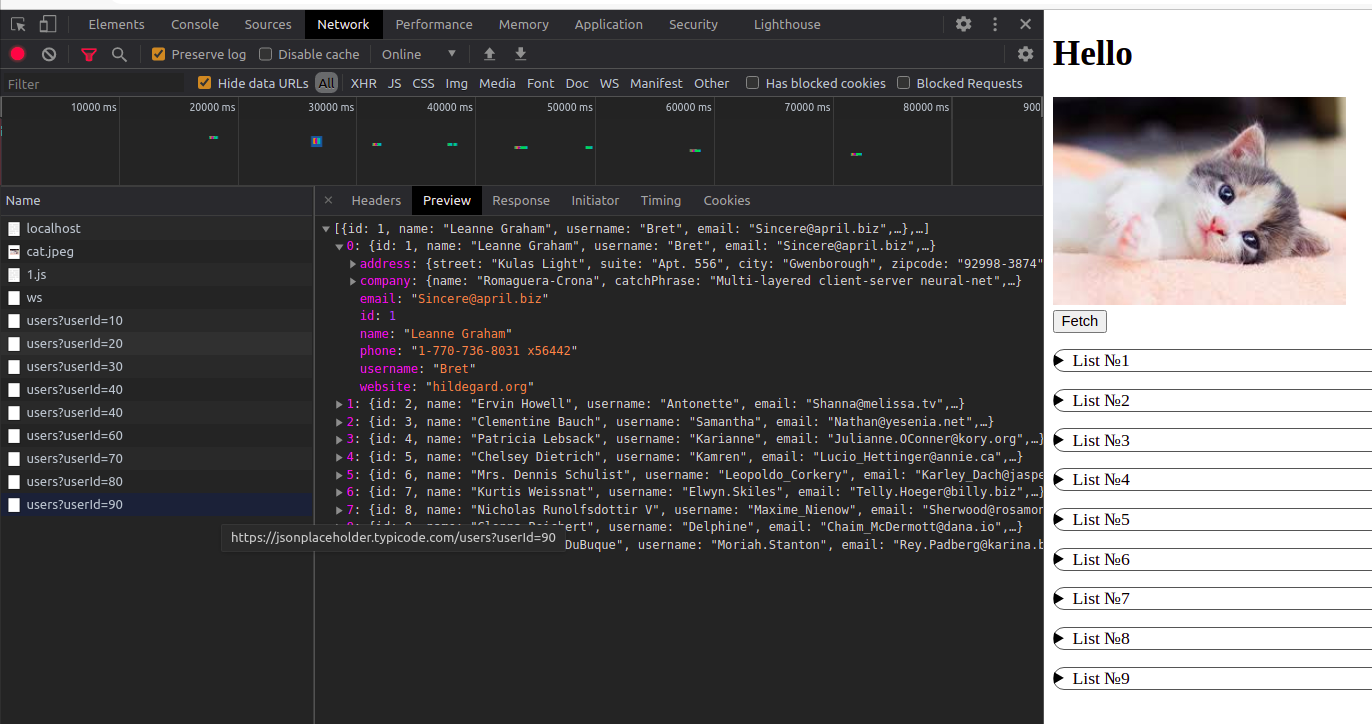 Elements Console Sources Network Performance Memory Application Security Lighthouse
Preserve log Disable cache Online
Filter Hide data URLs All XHR JS CSS Img Media Font Doc WS Manifest Other Has blocked cookies Blocked Requests
10000 ms 20000 ms 30000 ms 40000 ms 50000 ms 60000 ms 70000 ms 80000 ms 900
Name
localhost
cat.jpeg
1.js
ws
users?userId=10
users?userId=20
users?userId=30
users?userId=40
users?userId=40
users?userId=60
users?userId=70
users?userId=80
users?userId=90
https://jsonplaceholder.typicode.com/users?userId=90
× Headers Preview Response Initiator Timing Cookies
[{id: 1, name: "Leanne Graham", username: "Bret", email: "Sincere@april.biz",…},…]
0: {id: 1, name: "Leanne Graham", username: "Bret", email: "Sincere@april.biz",…}
address: {street: "Kulas Light", suite: "Apt. 556", city: "Gwenborough", zipcode: "92998-3874"
company: {name: "Romaguera-Crona", catchPhrase: "Multi-layered client-server neural-net",…}
email: "Sincere@april.biz"
id: 1
name: "Leanne Graham"
phone: "1-770-736-8031 x56442"
username: "Bret"
website: "hildegard.org"
1: {id: 2, name: "Ervin Howell", username: "Antonette", email: "Shanna@melissa.tv",…}
2: {id: 3, name: "Clementine Bauch", username: "Samantha", email: "Nathan@yesenia.net",…}
3: {id: 4, name: "Patricia Lebsack", username: "Karianne", email: "Julianne.OConner@kory.org",…}
4: {id: 5, name: "Chelsey Dietrich", username: "Kamren", email: "Lucio_Hettinger@annie.ca",…}
5: {id: 6, name: "Mrs. Dennis Schulist", username: "Leopoldo_Corkery", email: "Karley_Dach@jaspe
6: {id: 7, name: "Kurtis Weissnat", username: "Elwyn.Skiles", email: "Telly.Hoeger@billy.biz",…}
7: {id: 8, name: "Nicholas Runolfsdottir V", username: "Maxime_Nienow", email: "Sherwood@rosamon
username: "Delphine", email: "Chaim_McDermott@dana.io",…}
DuBuque", username: "Moriah.Stanton", email: "Rey.Padberg@karina.b
Hello
Fetch
List №1
List №2
List №3
List №4
List №5
List №6
List №7
List №8
List №9